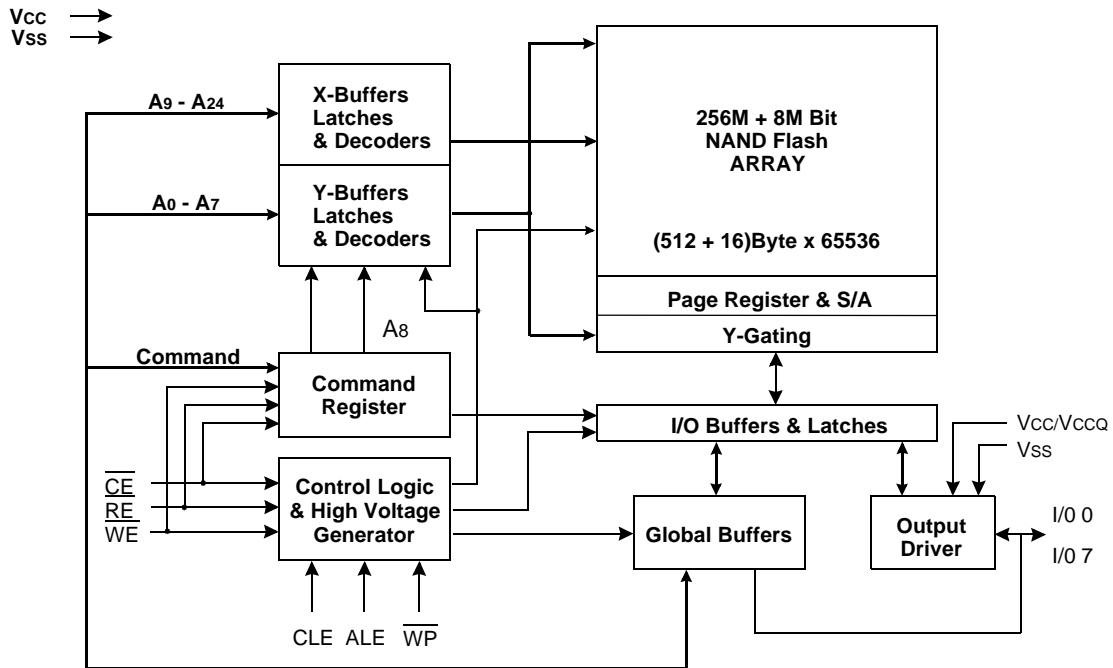 VCC
VSS
A9 - A24
X-Buffers
Latches
& Decoders
A0 - A7
Y-Buffers
Latches
& Decoders
256M + 8M Bit
NAND Flash
ARRAY
(512 + 16)Byte x 65536
Page Register & S/A
Y-Gating
A8
Command
Command
Register
I/O Buffers & Latches
VCC/VCCQ
VSS
CE
RE
WE
Control Logic
& High Voltage
Generator
Global Buffers
Output
Driver
I/0 0
I/0 7
CLE
ALE
WP